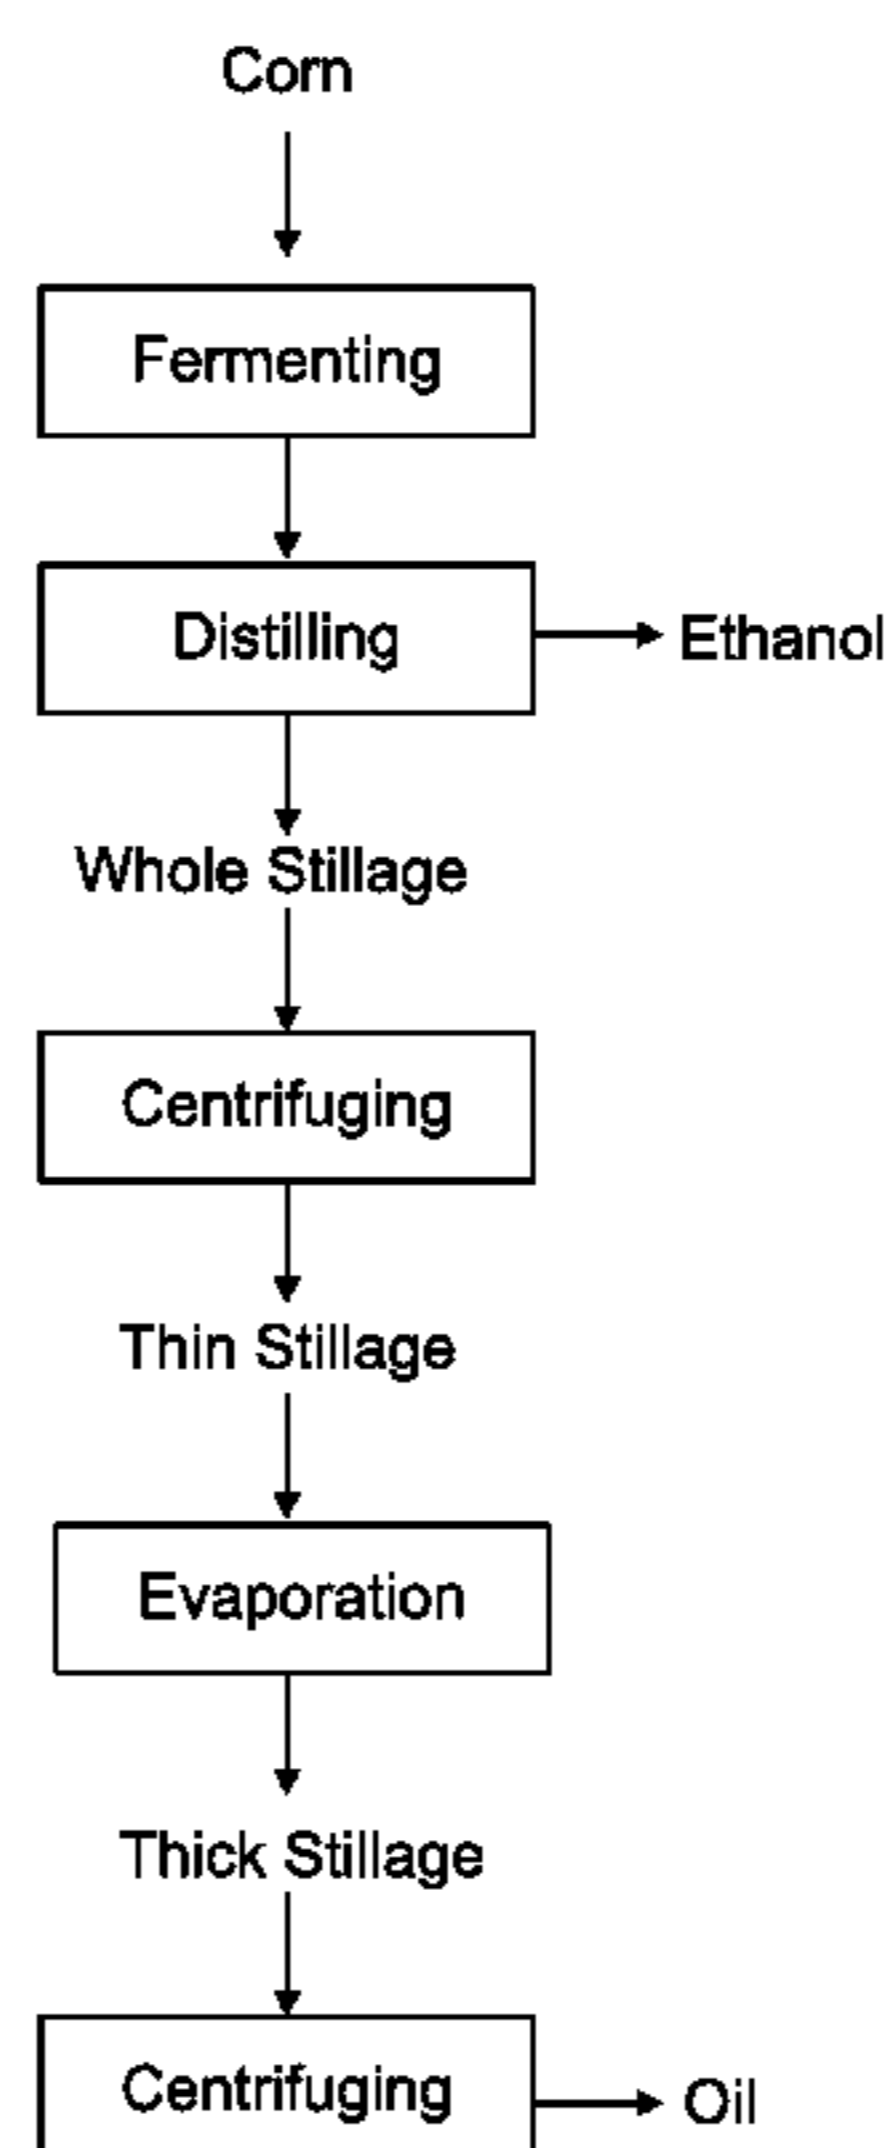 Corn
Fermenting
Distilling
Ethanol
Whole Stillage
Centrifuging
Thin Stillage
Evaporation
Thick Stillage
Centrifuging
Oil